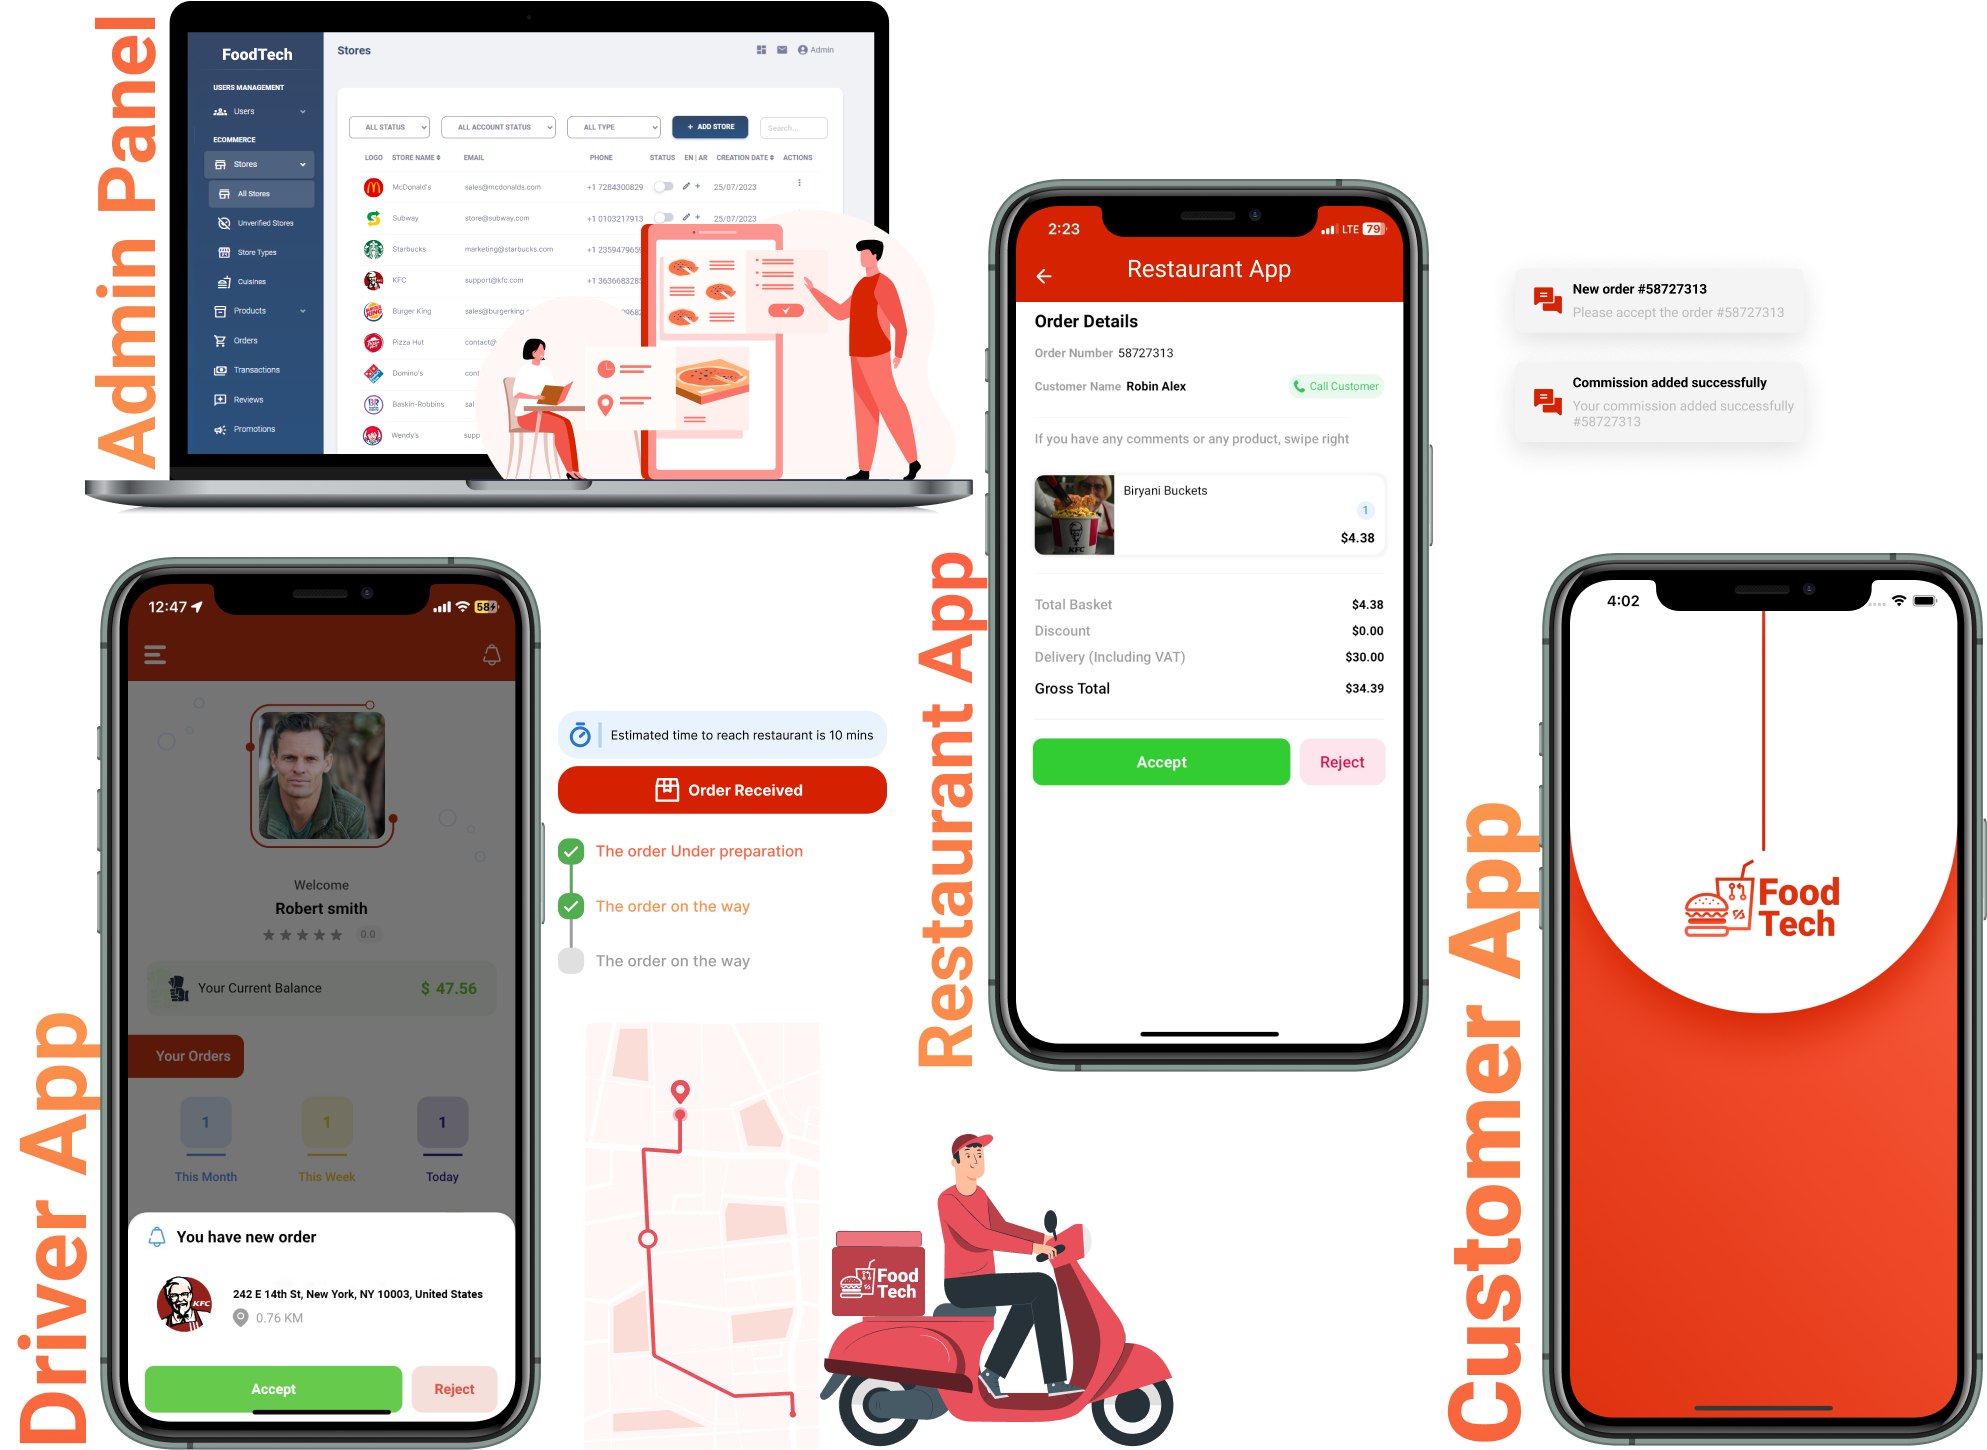 Admin Panel
FoodTech
USERS MANAGEMENT
Users
ECOMMERCE
Stores
All Stores
Unverified Stores
Store Types
Cuisines
Products
Orders
Transactions
Reviews
Promotions
Stores
Admin
ALL STATUS
ALL ACCOUNT STATUS
ALL TYPE
+ ADD STORE
Search...
LOGO STORE NAME EMAIL PHONE STATUS EN | AR CREATION DATE ACTIONS
McDonald's sales@mcdonalds.com +1 7284300829 25/07/2023
Subway store@subway.com +1 0103217913 25/07/2023
Starbucks marketing@starbucks.com +1 235947965
KFC support@kfc.com +1 363668328
Burger King sales@burgerking
Pizza Hut contact@
Domino's cont
Baskin-Robbins sal
Wendy's supp
Restaurant App
2:23
LTE 79
Restaurant App
Order Details
Order Number 58727313
Customer Name Robin Alex
Call Customer
If you have any comments or any product, swipe right
Biryani Buckets
1
$4.38
KFC
Total Basket $4.38
Discount $0.00
Delivery (Including VAT) $30.00
Gross Total $34.39
Accept
Reject
New order #58727313
Please accept the order #58727313
Commission added successfully
Your commission added successfully
#58727313
Driver App
12:47
58
Welcome
Robert smith
0.0
Your Current Balance
$ 47.56
Your Orders
1 1 1
This Month This Week Today
You have new order
KFC
242 E 14th St, New York, NY 10003, United States
0.76 KM
Accept
Reject
Estimated time to reach restaurant is 10 mins
Order Received
The order Under preparation
The order on the way
The order on the way
Food
Tech
Customer App
4:02
Food
Tech